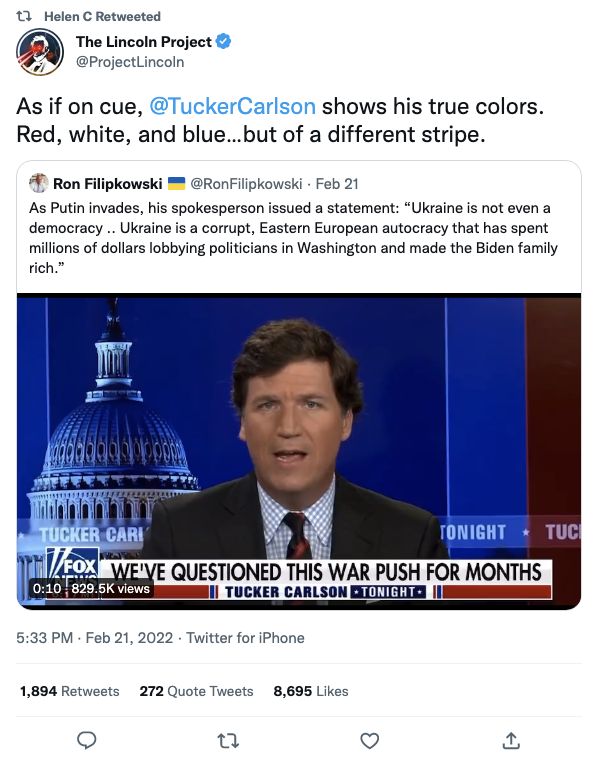 Helen C Retweeted
The Lincoln Project
@ProjectLincoln
As if on cue, @TuckerCarlson shows his true colors.
Red, white, and blue...but of a different stripe.
Ron Filipkowski 🇺🇦 @RonFilipkowski · Feb 21
As Putin invades, his spokesperson issued a statement: “Ukraine is not even a
democracy .. Ukraine is a corrupt, Eastern European autocracy that has spent
millions of dollars lobbying politicians in Washington and made the Biden family
rich.”
TUCKER CARL
TONIGHT ★ TUC
FOX
NEWS
WE'VE QUESTIONED THIS WAR PUSH FOR MONTHS
0:10 829.5K views
TUCKER CARLSON ★TONIGHT★
5:33 PM · Feb 21, 2022 · Twitter for iPhone
1,894 Retweets 272 Quote Tweets 8,695 Likes